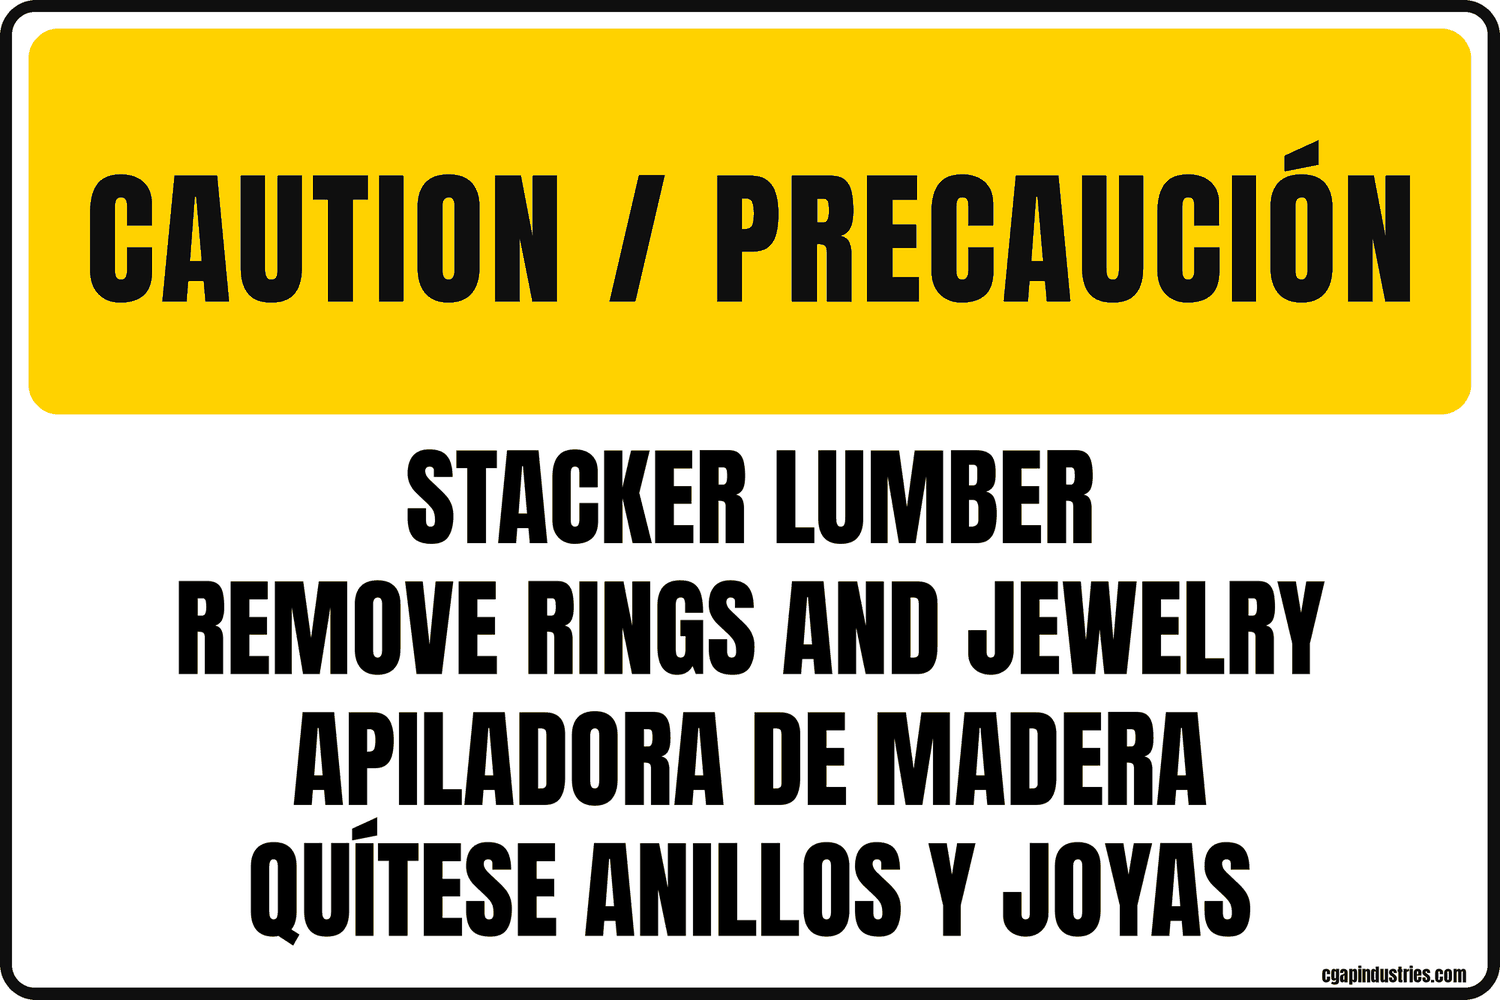 CAUTION / PRECAUCIÓN
STACKER LUMBER
REMOVE RINGS AND JEWELRY
APILADORA DE MADERA
QUÍTESE ANILLOS Y JOYAS
cgapindustries.com